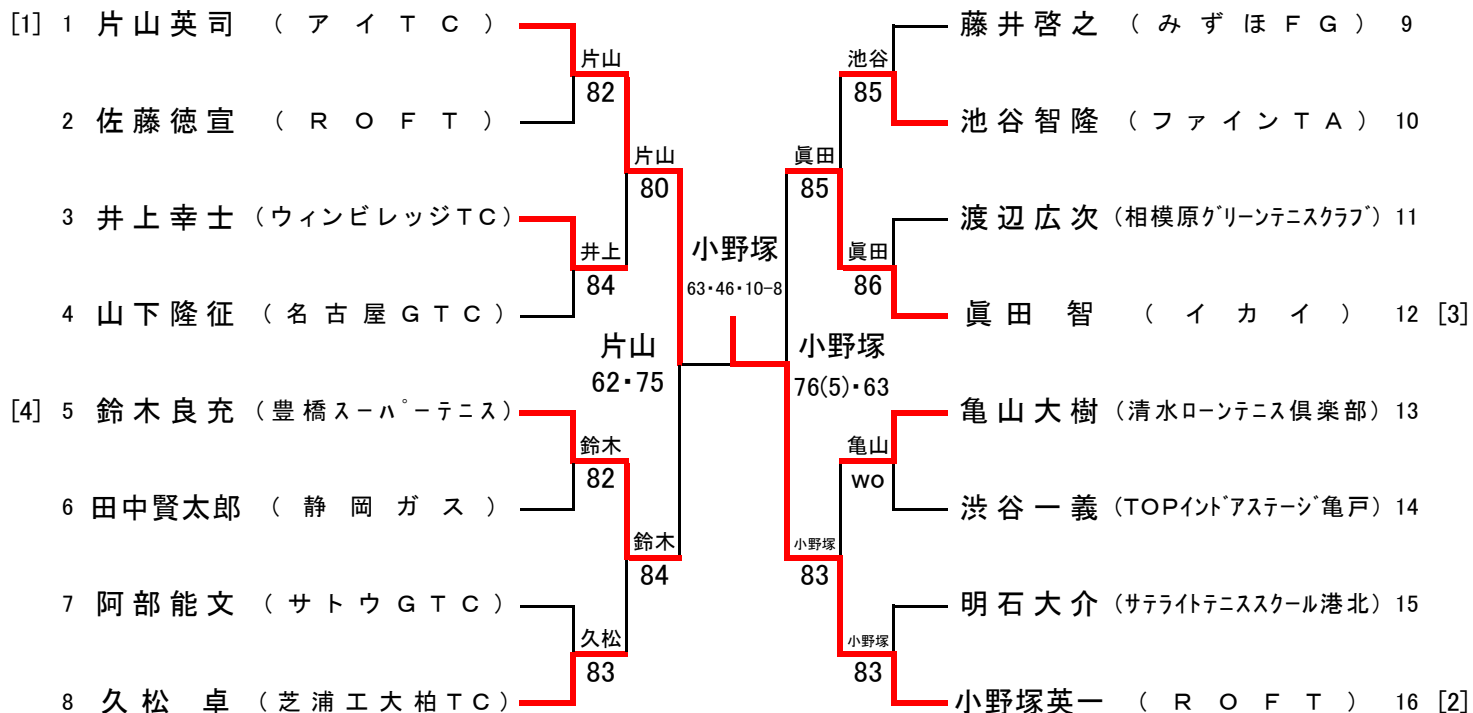 [1] 1 片山英司 (アイTC)
片山
82
2 佐藤徳宣 (ROFT)
片山
80
3 井上幸士 (ウィンビレッジTC)
井上
84
4 山下隆征 (名古屋GTC)
片山
62・75
[4] 5 鈴木良充 (豊橋スーパーテニス)
鈴木
82
6 田中賢太郎 (静岡ガス)
鈴木
84
7 阿部能文 (サトウGTC)
久松
83
8 久松 卓 (芝浦工大柏TC)
小野塚
63・46・10-8
藤井啓之 (みずほFG) 9
池谷
85
池谷智隆 (ファインTA) 10
眞田
85
渡辺広次 (相模原グリーンテニスクラブ) 11
眞田
86
眞田 智 (イカイ) 12 [3]
小野塚
76(5)・63
亀山大樹 (清水ローンテニス倶楽部) 13
亀山
wo
渋谷一義 (TOPインドアステージ亀戸) 14
小野塚
83
明石大介 (サテライトテニススクール港北) 15
小野塚
83
小野塚英一 (ROFT) 16 [2]